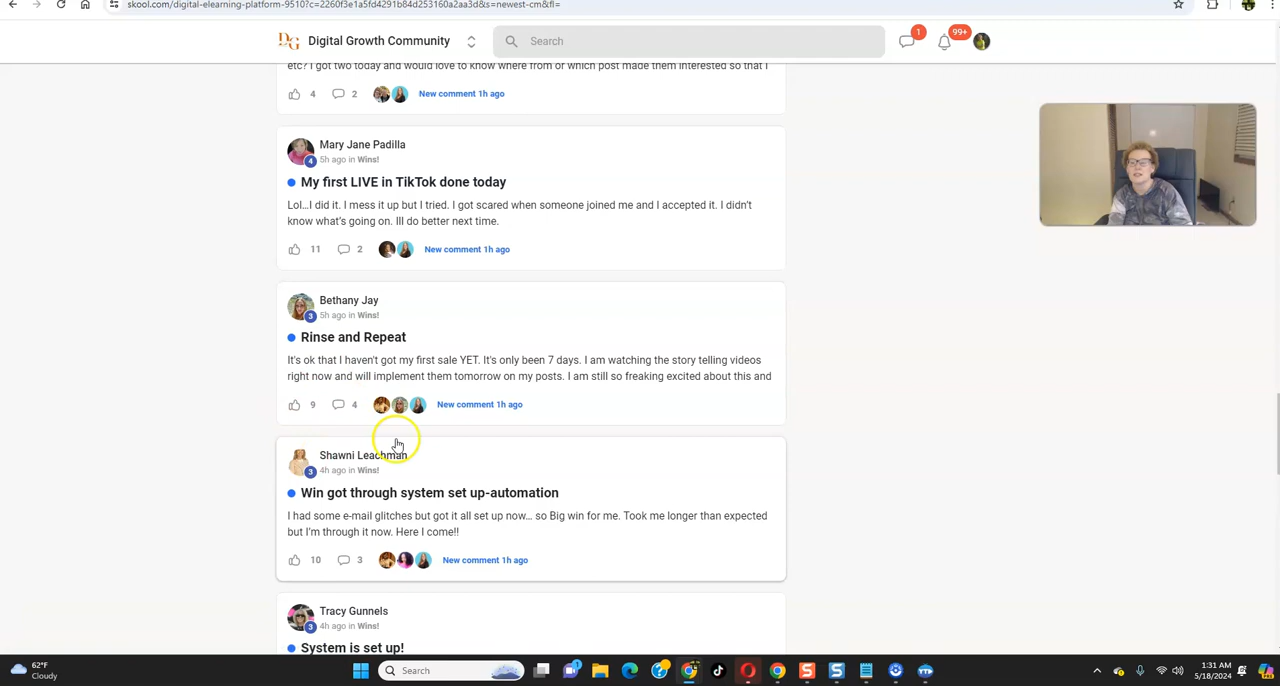 skool.com/digital-elearning-platform-9510?c=2260f3e1a5fd4291b84d253160a2aa3d&s=newest-cm&fl=
DG Digital Growth Community
Search
1
99+
etc? I got two today and would love to know where from or which post made them interested so that I
4 2 New comment 1h ago
Mary Jane Padilla
4 5h ago in Wins!
My first LIVE in TikTok done today
Lol...I did it. I mess it up but I tried. I got scared when someone joined me and I accepted it. I didn't
know what's going on. Ill do better next time.
11 2 New comment 1h ago
Bethany Jay
3 5h ago in Wins!
Rinse and Repeat
It's ok that I haven't got my first sale YET. It's only been 7 days. I am watching the story telling videos
right now and will implement them tomorrow on my posts. I am still so freaking excited about this and
9 4 New comment 1h ago
Shawni Leachman
3 4h ago in Wins!
Win got through system set up-automation
I had some e-mail glitches but got it all set up now... so Big win for me. Took me longer than expected
but I'm through it now. Here I come!!
10 3 New comment 1h ago
Tracy Gunnels
3 4h ago in Wins!
System is set up!
62°F
Cloudy
Search
1:31 AM
5/18/2024